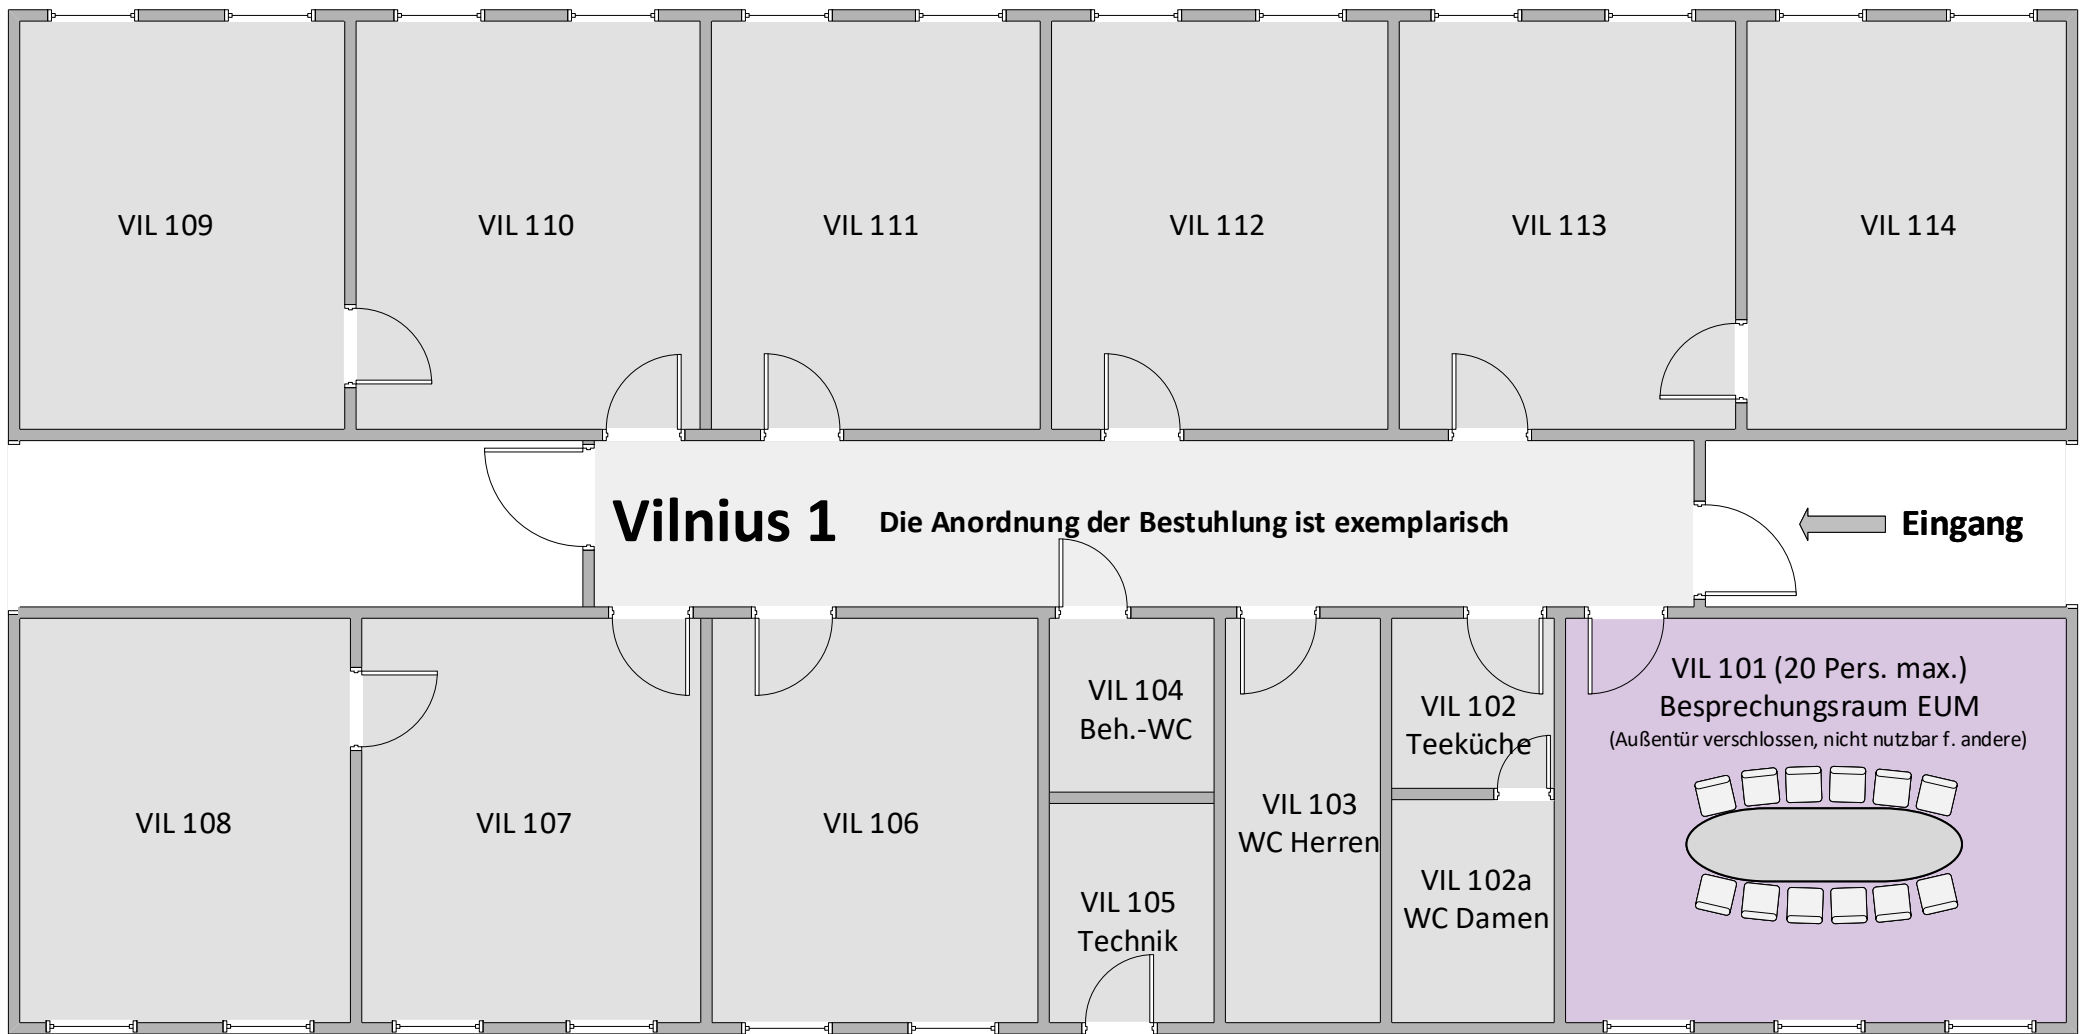 VIL 109
VIL 110
VIL 111
VIL 112
VIL 113
VIL 114
Vilnius 1
Die Anordnung der Bestuhlung ist exemplarisch
Eingang
VIL 108
VIL 107
VIL 106
VIL 104
Beh.-WC
VIL 105
Technik
VIL 103
WC Herren
VIL 102
Teeküche
VIL 102a
WC Damen
VIL 101 (20 Pers. max.)
Besprechungsraum EUM
(Außentür verschlossen, nicht nutzbar f. andere)